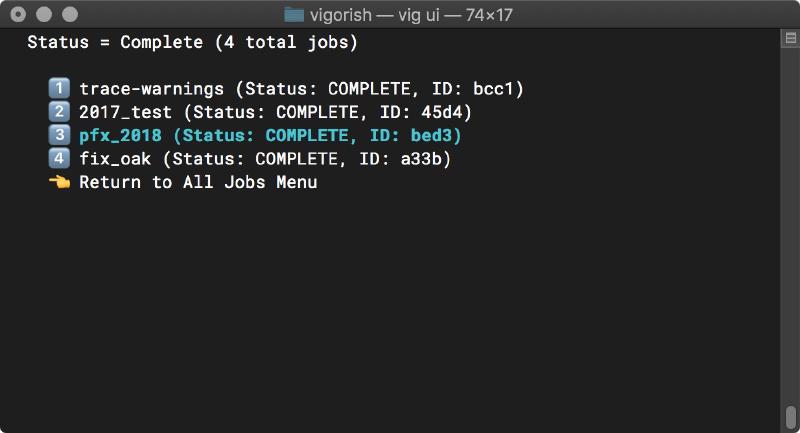 vigorish — vig ui — 74×17
Status = Complete (4 total jobs)
1 trace-warnings (Status: COMPLETE, ID: bcc1)
2 2017_test (Status: COMPLETE, ID: 45d4)
3 pfx_2018 (Status: COMPLETE, ID: bed3)
4 fix_oak (Status: COMPLETE, ID: a33b)
Return to All Jobs Menu